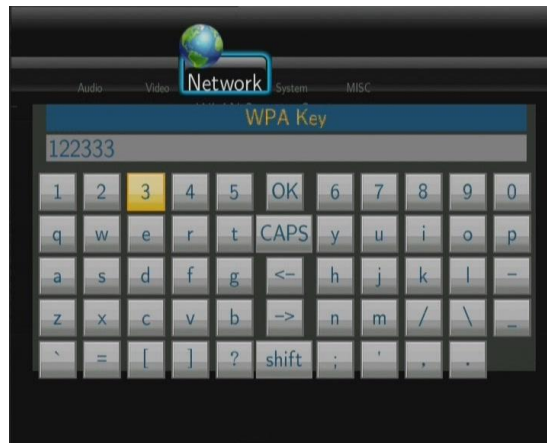 Audio Video Network System MISC
WPA Key
122333
1 2 3 4 5 OK 6 7 8 9 0
q w e r t CAPS y u i o p
a s d f g <- h j k l -
z x c v b -> n m / \ _
` = [ ] ? shift ; ' , .